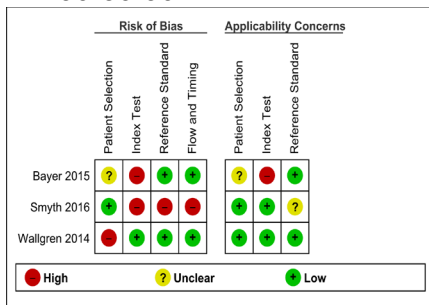 Risk of Bias
Applicability Concerns
Patient Selection
Index Test
Reference Standard
Flow and Timing
Patient Selection
Index Test
Reference Standard
Bayer 2015 ? – + + ? – +
Smyth 2016 + – – – + + ?
Wallgren 2014 – + + + + + +
– High ? Unclear + Low